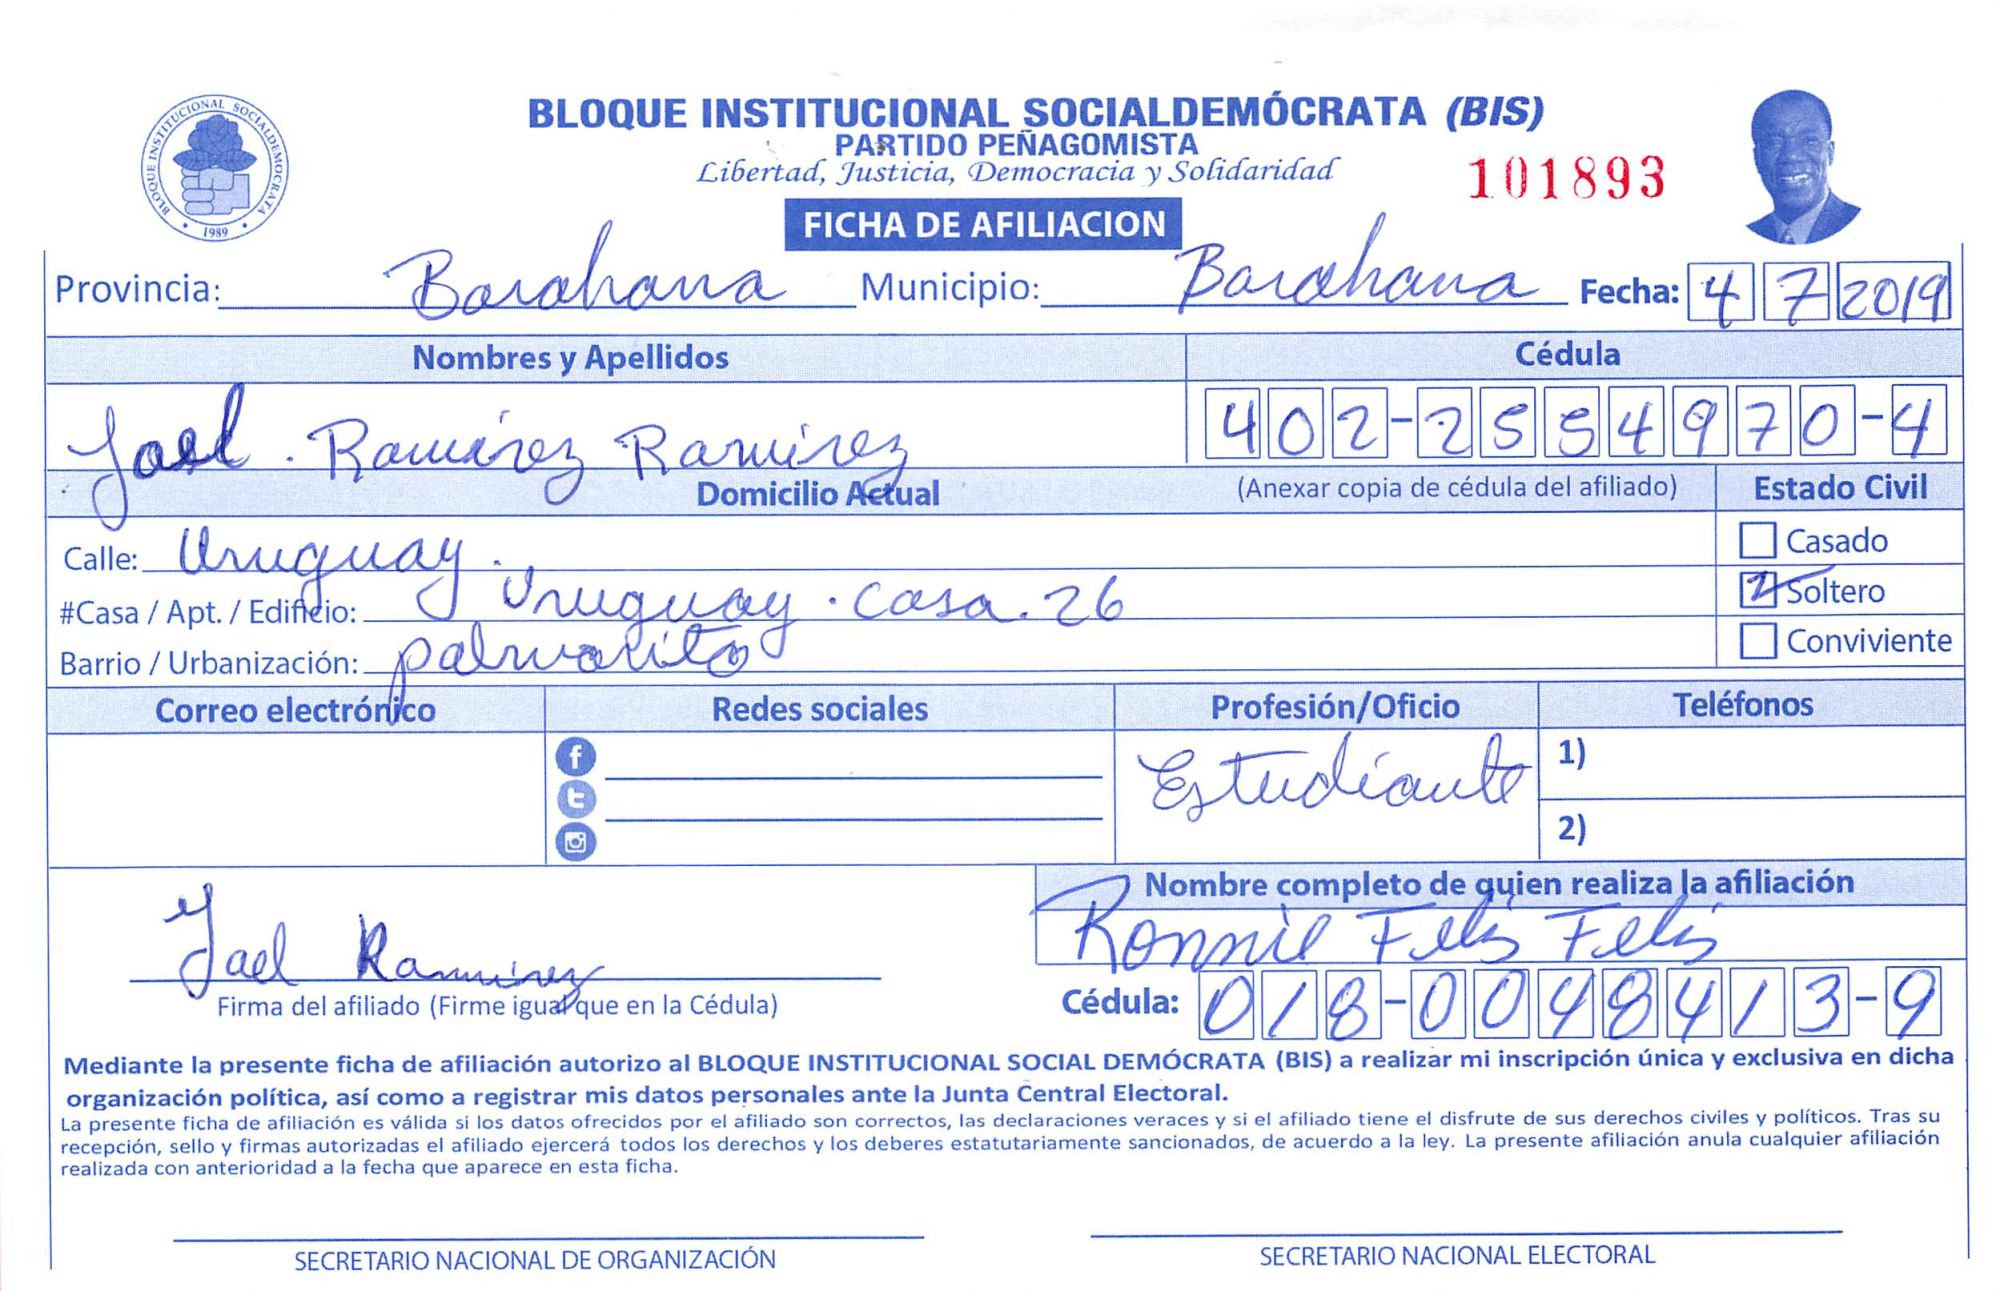 BLOQUE INSTITUCIONAL SOCIALDEMOCRATA
1989
BLOQUE INSTITUCIONAL SOCIALDEMÓCRATA (BIS)
PARTIDO PEÑAGOMISTA
Libertad, Justicia, Democracia y Solidaridad
101893
FICHA DE AFILIACION
Provincia: Barahona Municipio: Barahona Fecha: 4 7 2019
Nombres y Apellidos Cédula
Yael. Ramírez Ramírez 402-2554970-4
Domicilio Actual (Anexar copia de cédula del afiliado) Estado Civil
Calle: Uruguay. Casado
#Casa / Apt. / Edificio: Uruguay. casa. 26 Soltero
Barrio / Urbanización: palmarito Conviviente
Correo electrónico Redes sociales Profesión/Oficio Teléfonos
Estudiante 1)
2)
Nombre completo de quien realiza la afiliación
Yael Ramirez Ronnie Feliz Feliz
Firma del afiliado (Firme igual que en la Cédula) Cédula: 018-0048413-9
Mediante la presente ficha de afiliación autorizo al BLOQUE INSTITUCIONAL SOCIAL DEMÓCRATA (BIS) a realizar mi inscripción única y exclusiva en dicha
organización política, así como a registrar mis datos personales ante la Junta Central Electoral.
La presente ficha de afiliación es válida si los datos ofrecidos por el afiliado son correctos, las declaraciones veraces y si el afiliado tiene el disfrute de sus derechos civiles y políticos. Tras su
recepción, sello y firmas autorizadas el afiliado ejercerá todos los derechos y los deberes estatutariamente sancionados, de acuerdo a la ley. La presente afiliación anula cualquier afiliación
realizada con anterioridad a la fecha que aparece en esta ficha.
SECRETARIO NACIONAL DE ORGANIZACIÓN SECRETARIO NACIONAL ELECTORAL